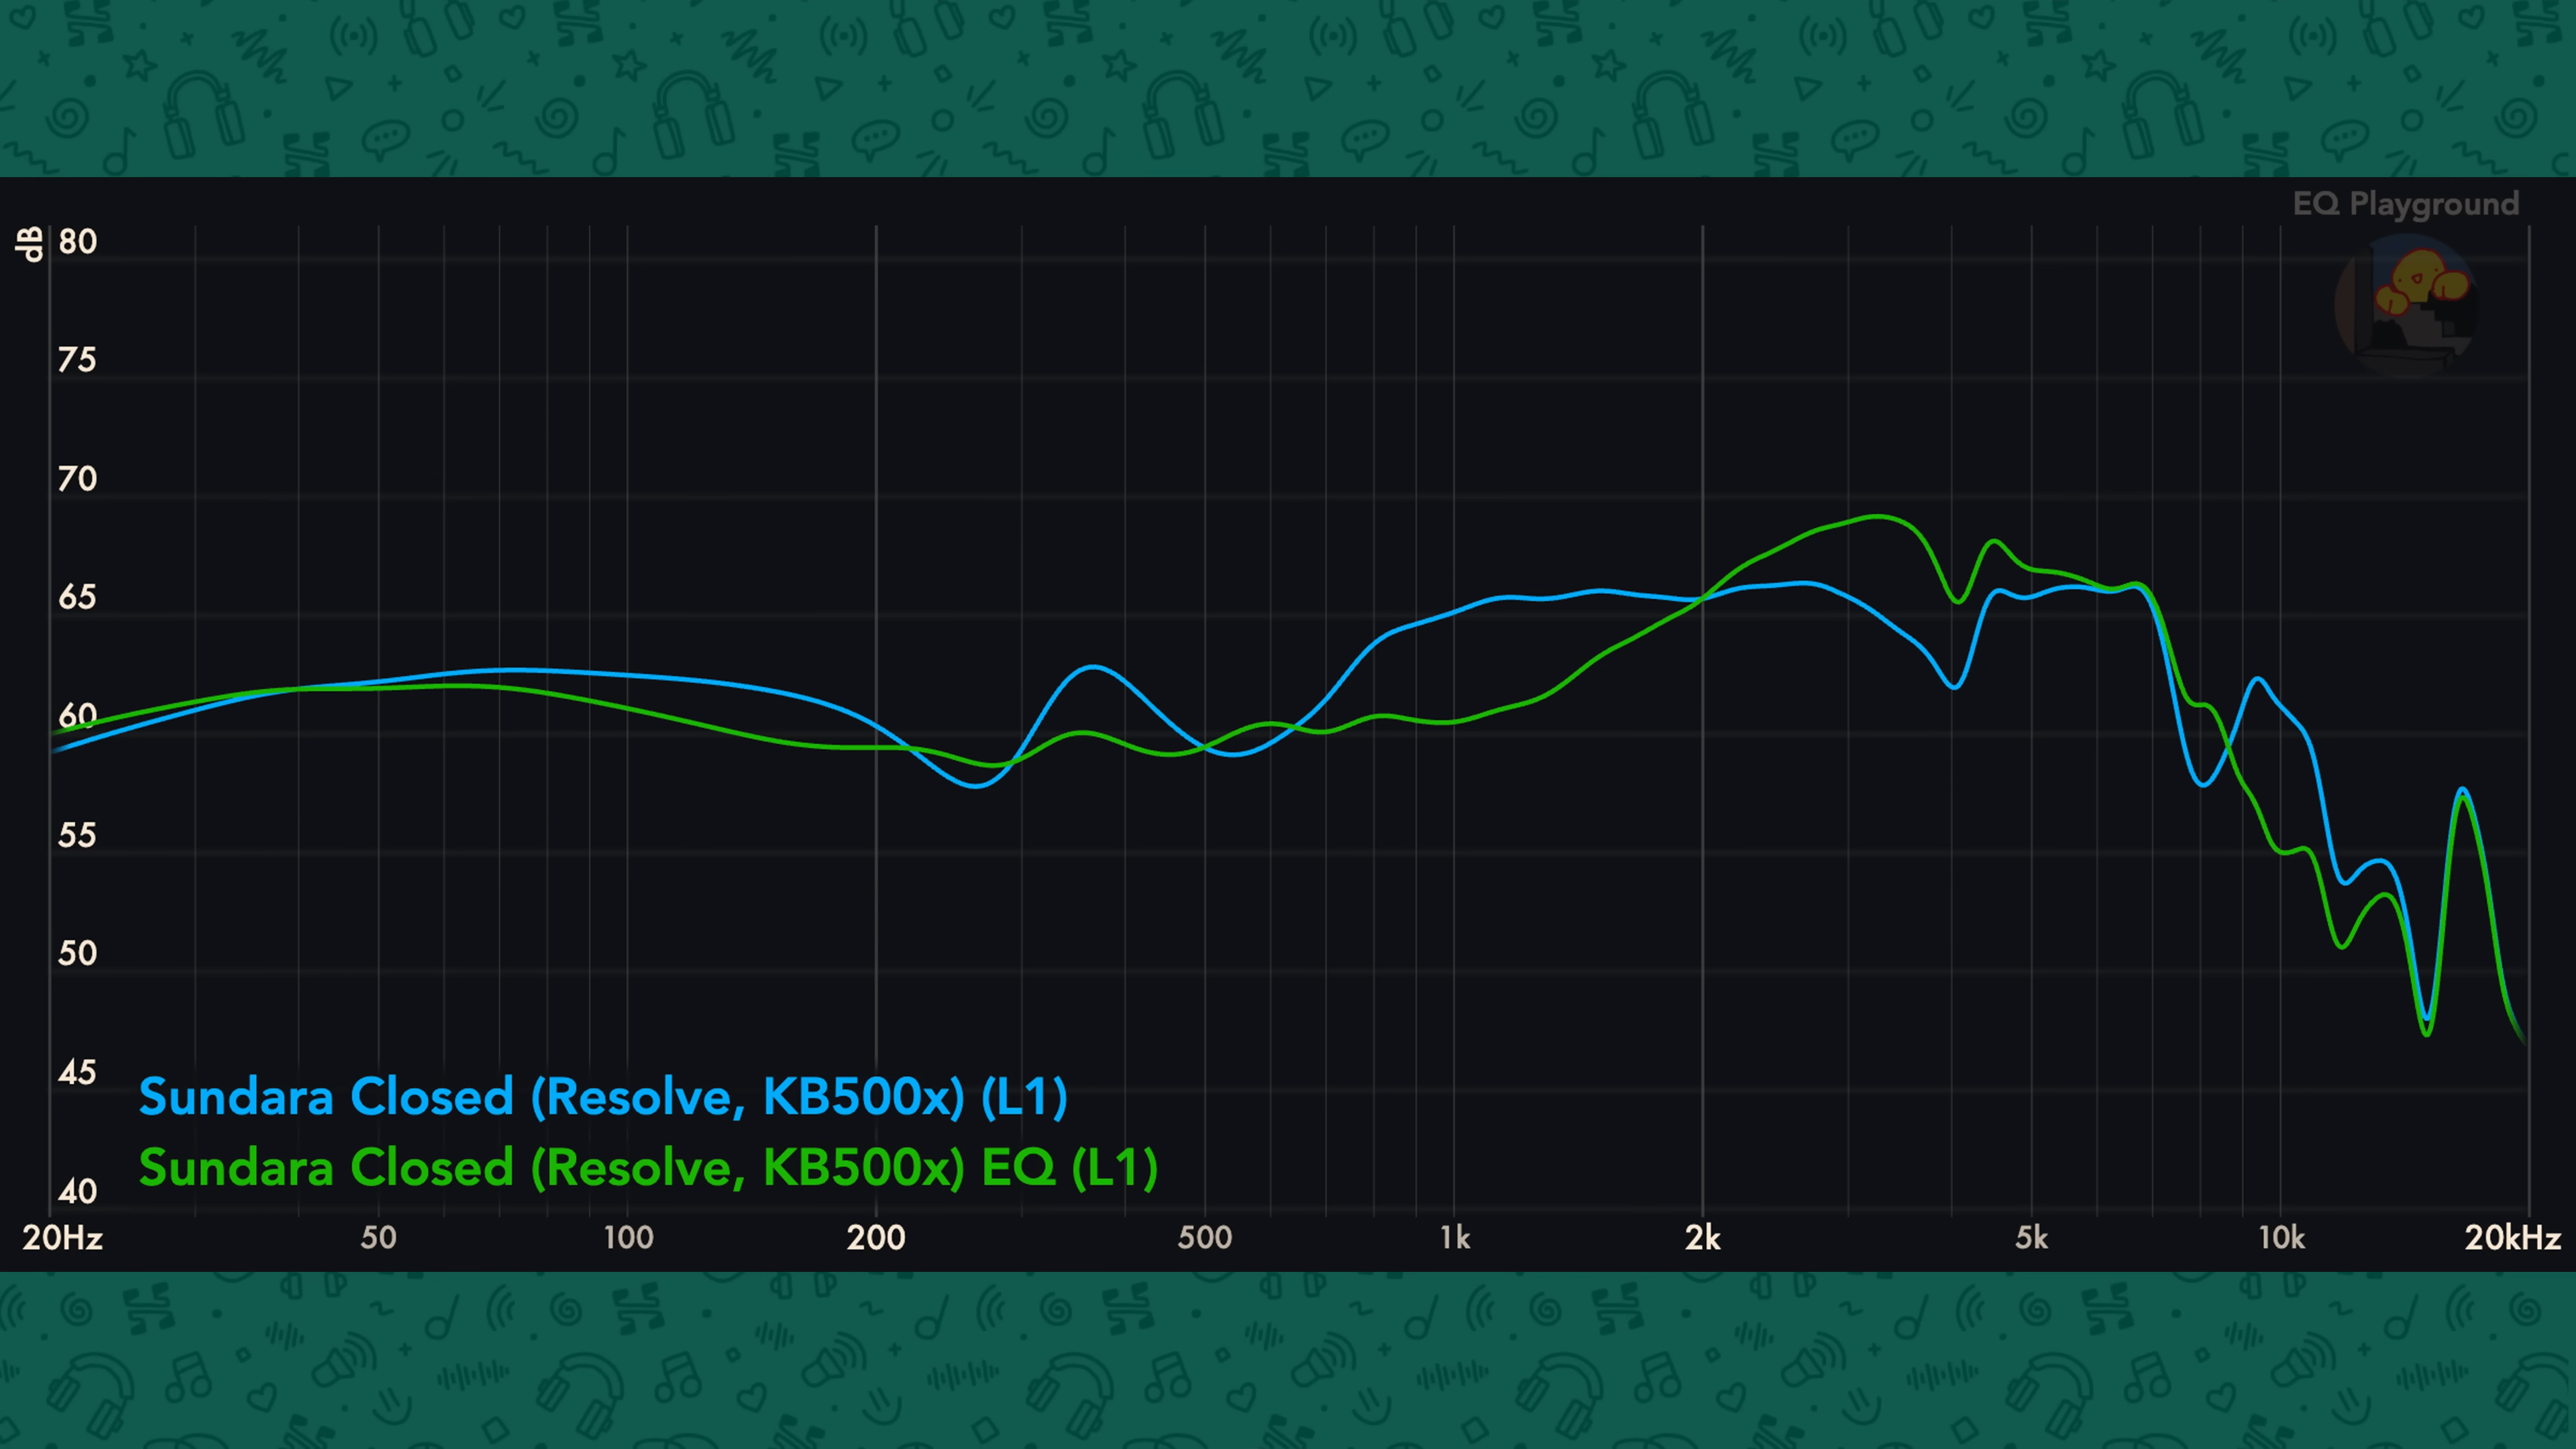 EQ Playground
dB
80
75
70
65
60
55
50
45
40
Sundara Closed (Resolve, KB500x) (L1)
Sundara Closed (Resolve, KB500x) EQ (L1)
20Hz 50 100 200 500 1k 2k 5k 10k 20kHz